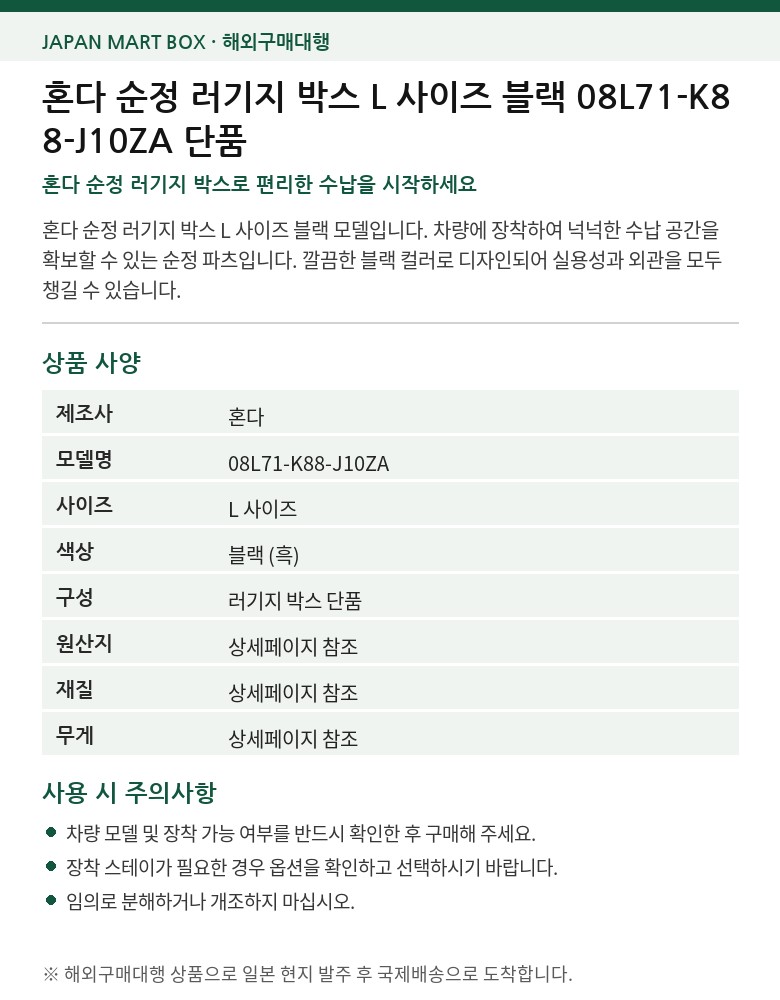 JAPAN MART BOX · 해외구매대행
혼다 순정 러기지 박스 L 사이즈 블랙 08L71-K8
8-J10ZA 단품
혼다 순정 러기지 박스로 편리한 수납을 시작하세요
혼다 순정 러기지 박스 L 사이즈 블랙 모델입니다. 차량에 장착하여 넉넉한 수납 공간을
확보할 수 있는 순정 파츠입니다. 깔끔한 블랙 컬러로 디자인되어 실용성과 외관을 모두
챙길 수 있습니다.
상품 사양
제조사 혼다
모델명 08L71-K88-J10ZA
사이즈 L 사이즈
색상 블랙 (흑)
구성 러기지 박스 단품
원산지 상세페이지 참조
재질 상세페이지 참조
무게 상세페이지 참조
사용 시 주의사항
● 차량 모델 및 장착 가능 여부를 반드시 확인한 후 구매해 주세요.
● 장착 스테이가 필요한 경우 옵션을 확인하고 선택하시기 바랍니다.
● 임의로 분해하거나 개조하지 마십시오.
※ 해외구매대행 상품으로 일본 현지 발주 후 국제배송으로 도착합니다.